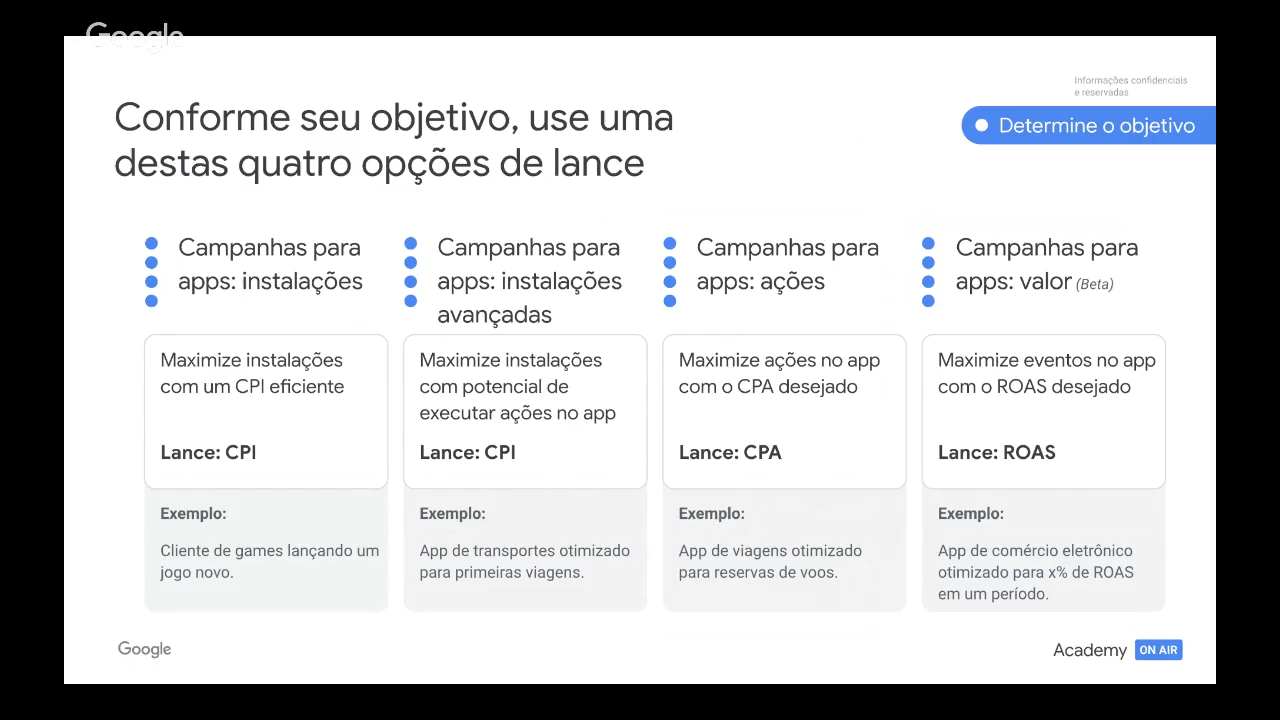 Google
Informações confidenciais
e reservadas
Conforme seu objetivo, use uma
destas quatro opções de lance
Determine o objetivo
Campanhas para
apps: instalações
Maximize instalações
com um CPI eficiente
Lance: CPI
Exemplo:
Cliente de games lançando um
jogo novo.
Campanhas para
apps: instalações
avançadas
Maximize instalações
com potencial de
executar ações no app
Lance: CPI
Exemplo:
App de transportes otimizado
para primeiras viagens.
Campanhas para
apps: ações
Maximize ações no app
com o CPA desejado
Lance: CPA
Exemplo:
App de viagens otimizado
para reservas de voos.
Campanhas para
apps: valor (Beta)
Maximize eventos no app
com o ROAS desejado
Lance: ROAS
Exemplo:
App de comércio eletrônico
otimizado para x% de ROAS
em um período.
Google
Academy ON AIR